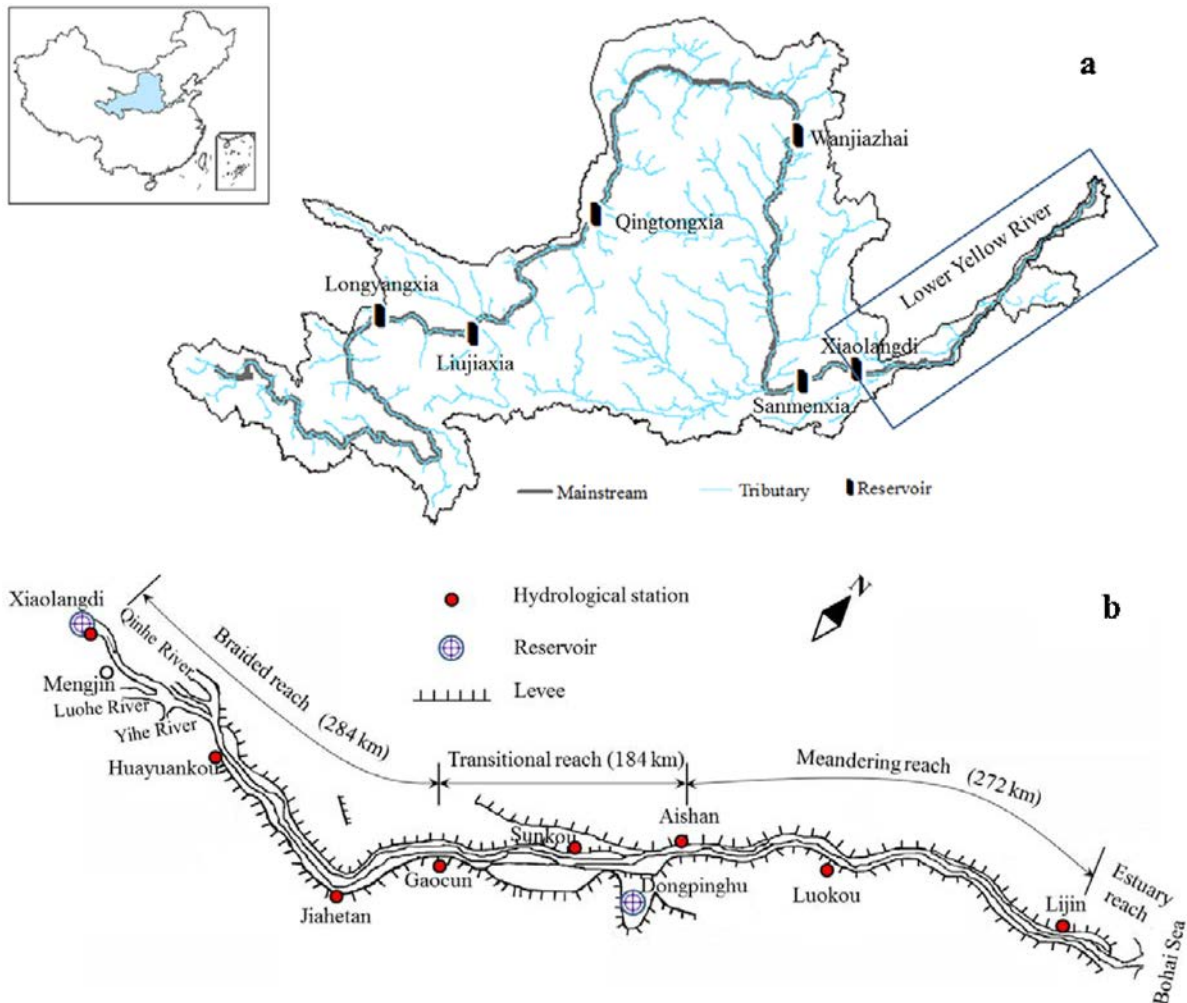 a
Wanjiazhai
Qingtongxia
Lower Yellow River
Longyangxia
Liujiaxia
Xiaolangdi
Sanmenxia
Mainstream
Tributary
Reservoir
b
N
Hydrological station
Reservoir
Levee
Xiaolangdi
Qinhe River
Mengjin
Luohe River
Yihe River
Huayuankou
Braided reach (284 km)
Transitional reach (184 km)
Meandering reach (272 km)
Sunkou
Aishan
Gaocun
Jiahetan
Dongpinghu
Luokou
Lijin
Estuary
reach
Bohai Sea